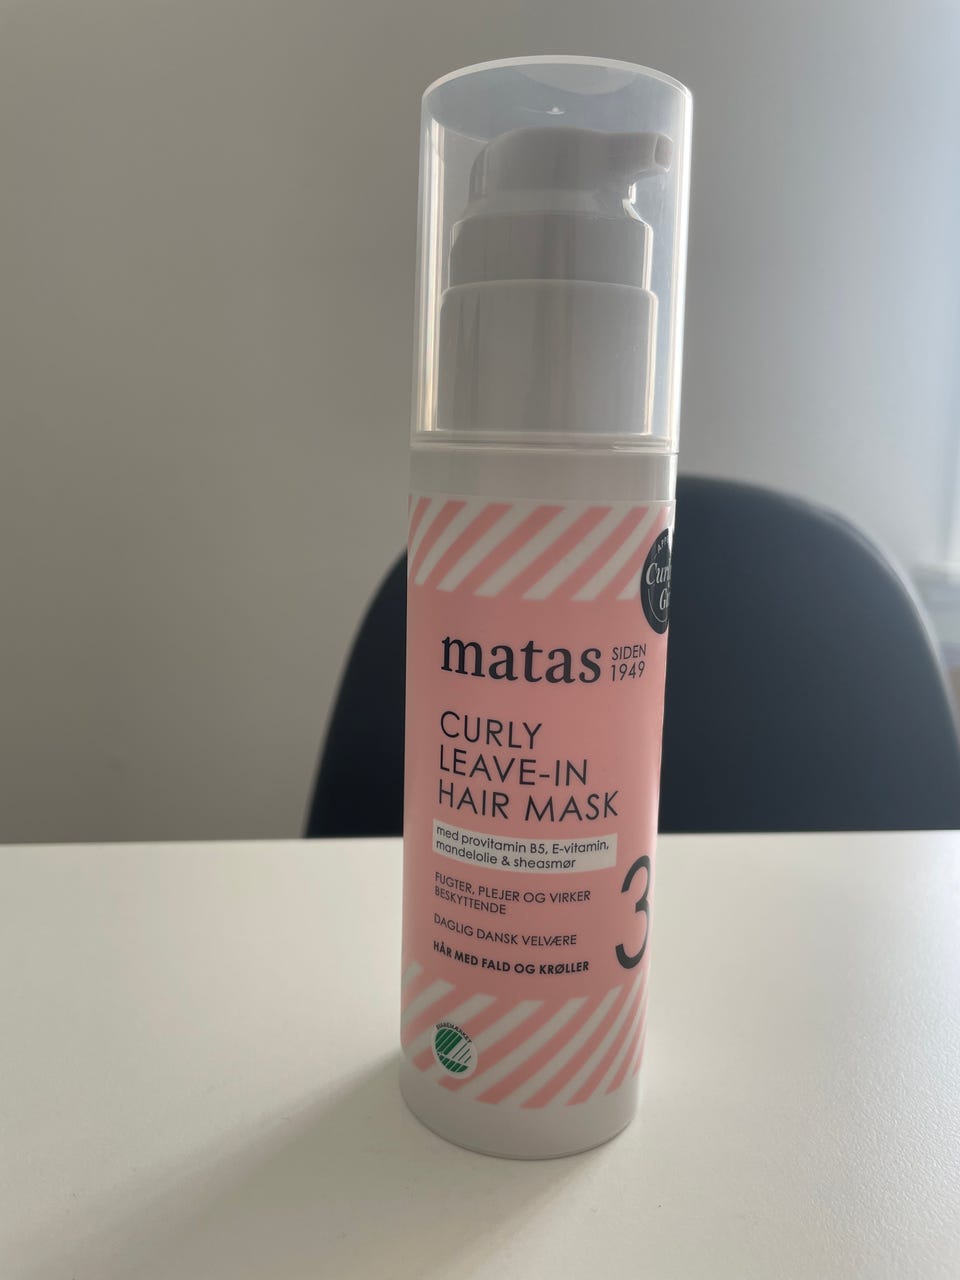 matas
SIDEN
1949
CURLY
LEAVE-IN
HAIR MASK
med provitamin B5, E-vitamin,
mandelolie & sheasmør
FUGTER, PLEJER OG VIRKER
BESKYTTENDE
DAGLIG DANSK VELVÆRE
HÅR MED FALD OG KRØLLER
3
SVANEMÆRKET